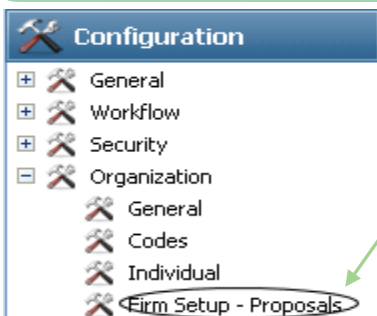 Configuration
General
Workflow
Security
Organization
General
Codes
Individual
Firm Setup - Proposals